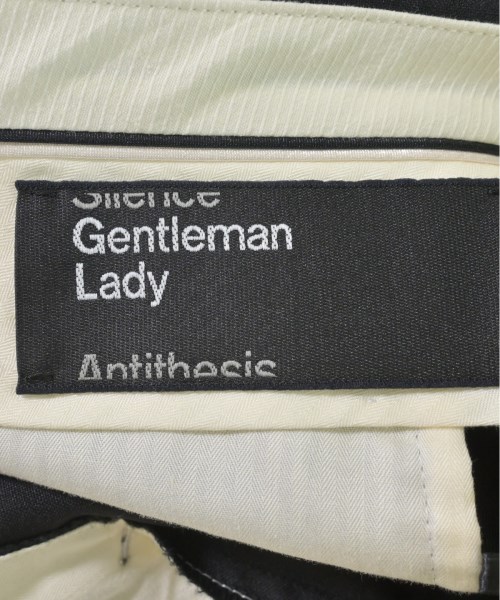 Silence
Gentleman
Lady
Antithesis